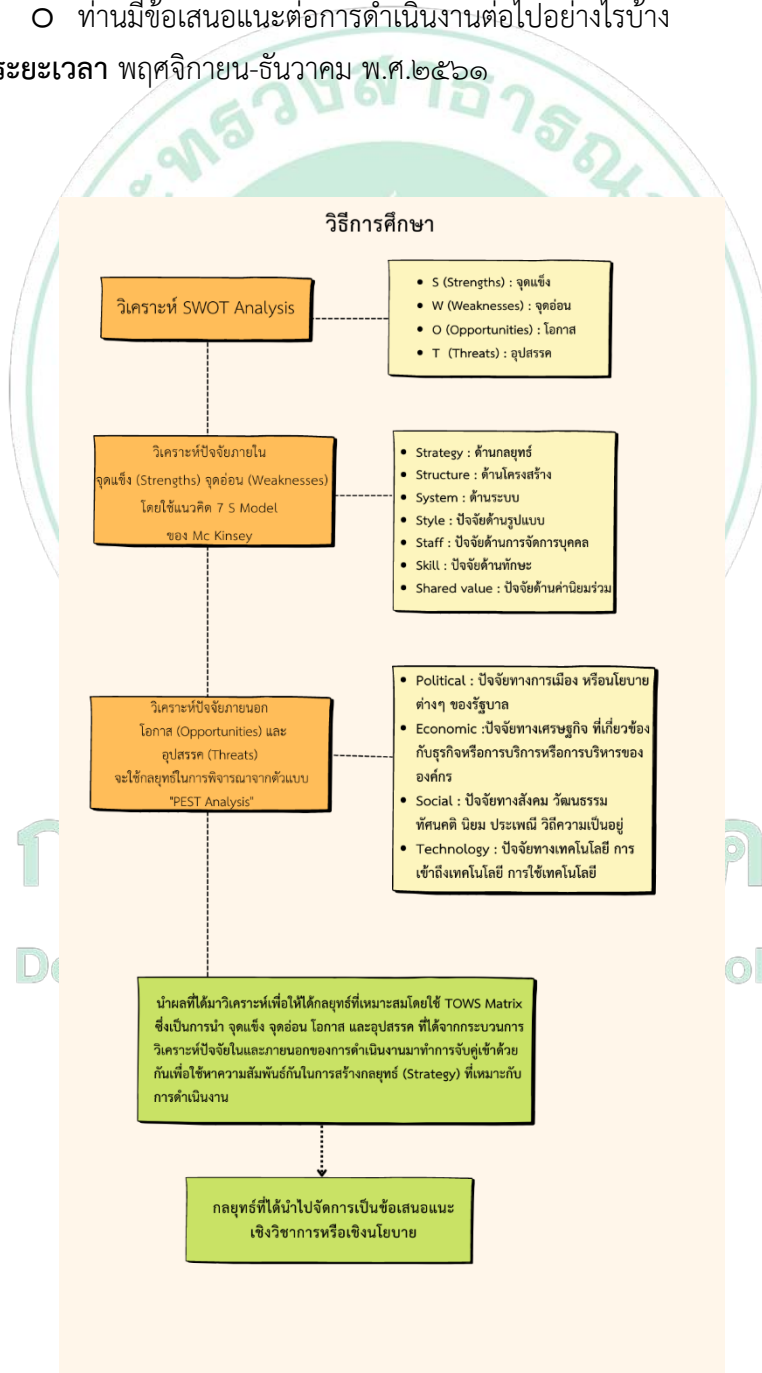 o ท่านมีข้อเสนอแนะต่อการดำเนินงานต่อไปอย่างไรบ้าง
ระยะเวลา พฤศจิกายน-ธันวาคม พ.ศ.๒๕๖๑
วิธีการศึกษา
วิเคราะห์ SWOT Analysis
• S (Strengths) : จุดแข็ง
• W (Weaknesses) : จุดอ่อน
• O (Opportunities) : โอกาส
• T (Threats) : อุปสรรค
วิเคราะห์ปัจจัยภายใน
จุดแข็ง (Strengths) จุดอ่อน (Weaknesses)
โดยใช้แนวคิด 7 S Model
ของ Mc Kinsey
• Strategy : ด้านกลยุทธ์
• Structure : ด้านโครงสร้าง
• System : ด้านระบบ
• Style : ปัจจัยด้านรูปแบบ
• Staff : ปัจจัยด้านการจัดการบุคคล
• Skill : ปัจจัยด้านทักษะ
• Shared value : ปัจจัยด้านค่านิยมร่วม
วิเคราะห์ปัจจัยภายนอก
โอกาส (Opportunities) และ
อุปสรรค (Threats)
จะใช้กลยุทธ์ในการพิจารณาจากตัวแบบ
"PEST Analysis"
• Political : ปัจจัยทางการเมือง หรือนโยบาย
ต่างๆ ของรัฐบาล
• Economic :ปัจจัยทางเศรษฐกิจ ที่เกี่ยวข้อง
กับธุรกิจหรือการบริการหรือการบริหารของ
องค์กร
• Social : ปัจจัยทางสังคม วัฒนธรรม
ทัศนคติ นิยม ประเพณี วิถีความเป็นอยู่
• Technology : ปัจจัยทางเทคโนโลยี การ
เข้าถึงเทคโนโลยี การใช้เทคโนโลยี
นำผลที่ได้มาวิเคราะห์เพื่อให้ได้กลยุทธ์ที่เหมาะสมโดยใช้ TOWS Matrix
ซึ่งเป็นการนำ จุดแข็ง จุดอ่อน โอกาส และอุปสรรค ที่ได้จากกระบวนการ
วิเคราะห์ปัจจัยในและภายนอกของการดำเนินงานมาทำการจับคู่เข้าด้วย
กันเพื่อใช้หาความสัมพันธ์กันในการสร้างกลยุทธ์ (Strategy) ที่เหมาะกับ
การดำเนินงาน
กลยุทธ์ที่ได้นำไปจัดการเป็นข้อเสนอแนะ
เชิงวิชาการหรือเชิงนโยบาย